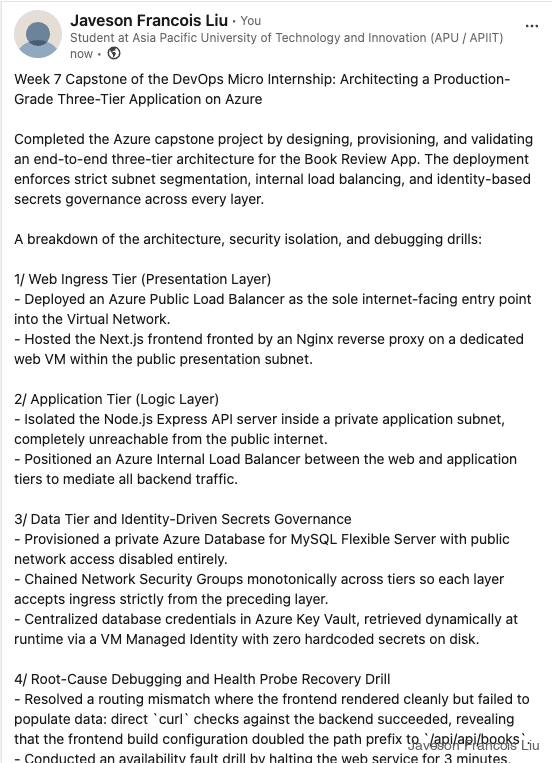 Javeson Francois Liu • You
Student at Asia Pacific University of Technology and Innovation (APU / APIIT)
now •
Week 7 Capstone of the DevOps Micro Internship: Architecting a Production-
Grade Three-Tier Application on Azure
Completed the Azure capstone project by designing, provisioning, and validating
an end-to-end three-tier architecture for the Book Review App. The deployment
enforces strict subnet segmentation, internal load balancing, and identity-based
secrets governance across every layer.
A breakdown of the architecture, security isolation, and debugging drills:
1/ Web Ingress Tier (Presentation Layer)
- Deployed an Azure Public Load Balancer as the sole internet-facing entry point
into the Virtual Network.
- Hosted the Next.js frontend fronted by an Nginx reverse proxy on a dedicated
web VM within the public presentation subnet.
2/ Application Tier (Logic Layer)
- Isolated the Node.js Express API server inside a private application subnet,
completely unreachable from the public internet.
- Positioned an Azure Internal Load Balancer between the web and application
tiers to mediate all backend traffic.
3/ Data Tier and Identity-Driven Secrets Governance
- Provisioned a private Azure Database for MySQL Flexible Server with public
network access disabled entirely.
- Chained Network Security Groups monotonically across tiers so each layer
accepts ingress strictly from the preceding layer.
- Centralized database credentials in Azure Key Vault, retrieved dynamically at
runtime via a VM Managed Identity with zero hardcoded secrets on disk.
4/ Root-Cause Debugging and Health Probe Recovery Drill
- Resolved a routing mismatch where the frontend rendered cleanly but failed to
populate data: direct `curl` checks against the backend succeeded, revealing
that the frontend build configuration doubled the path prefix to `/api/api/books`.
Javeson Francois Liu
- Conducted an availability fault drill by halting the web service for 3 minutes,